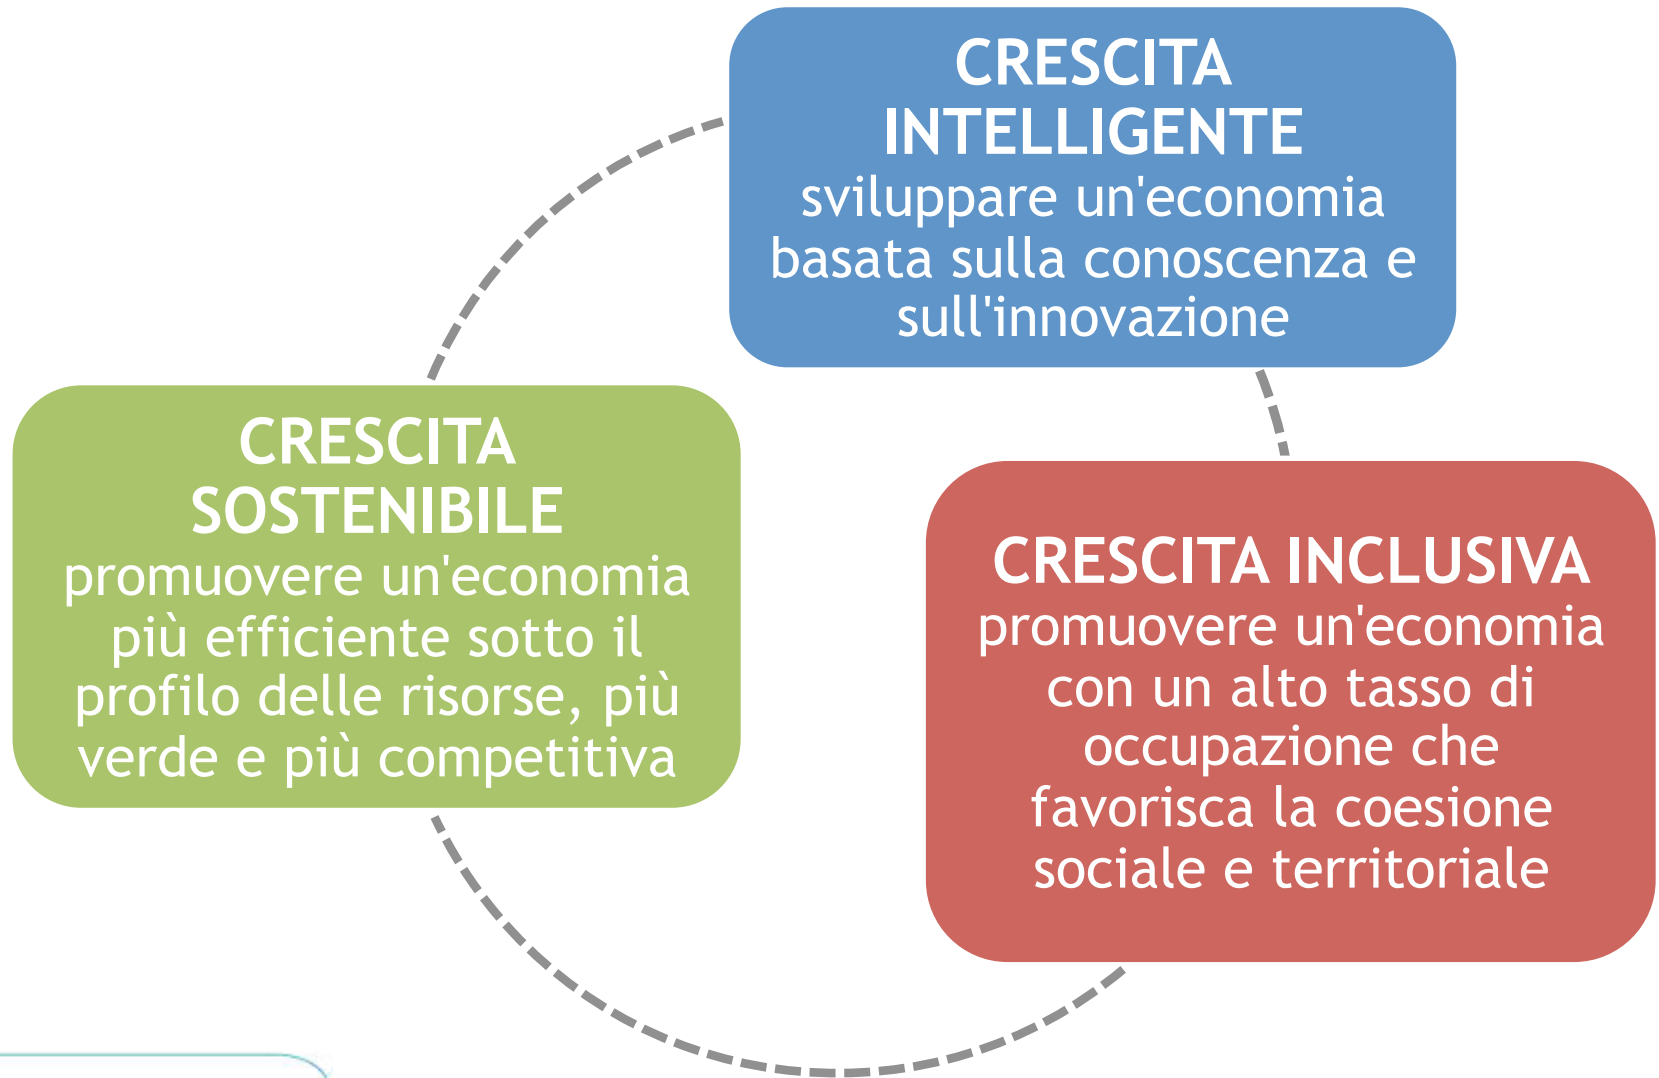 CRESCITA
INTELLIGENTE
sviluppare un'economia
basata sulla conoscenza e
sull'innovazione
CRESCITA
SOSTENIBILE
promuovere un'economia
più efficiente sotto il
profilo delle risorse, più
verde e più competitiva
CRESCITA INCLUSIVA
promuovere un'economia
con un alto tasso di
occupazione che
favorisca la coesione
sociale e territoriale